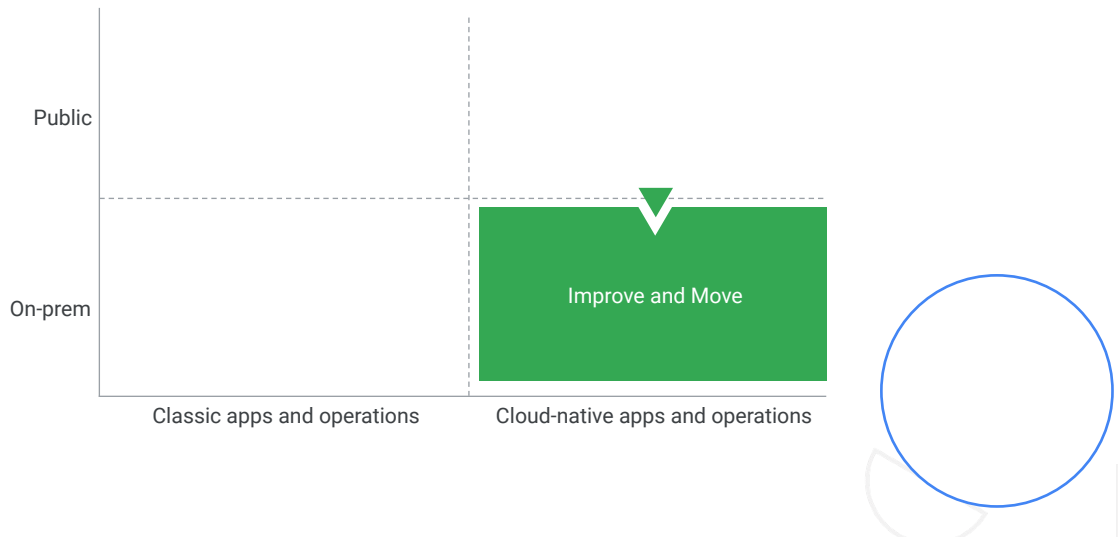 Public
Improve and Move
On-prem
Classic apps and operations
Cloud-native apps and operations